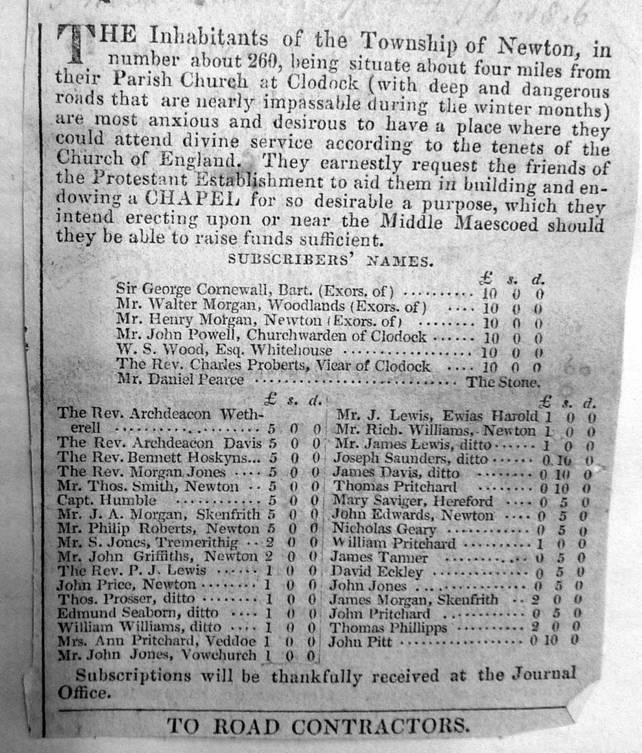 THE Inhabitants of the Township of Newton, in
number about 260, being situate about four miles from
their Parish Church at Clodock (with deep and dangerous
roads that are nearly impassable during the winter months)
are most anxious and desirous to have a place where they
could attend divine service according to the tenets of the
Church of England. They earnestly request the friends of
the Protestant Establishment to aid them in building and en-
dowing a CHAPEL for so desirable a purpose, which they
intend erecting upon or near the Middle Maescoed should
they be able to raise funds sufficient.
SUBSCRIBERS' NAMES.
£ s. d.
Sir George Cornewall, Bart. (Exors. of) .......... 10 0 0
Mr. Walter Morgan, Woodlands (Exors. of) .... 10 0 0
Mr. Henry Morgan, Newton (Exors. of) ........ 10 0 0
Mr. John Powell, Churchwarden of Clodock ...... 10 0 0
W. S. Wood, Esq. Whitehouse .................. 10 0 0
The Rev. Charles Proberts, Vicar of Clodock .... 10 0 0
Mr. Daniel Pearce ............................ The Stone.
£ s. d.
The Rev. Archdeacon Weth-
erell .................... 5 0 0
The Rev. Archdeacon Davis 5 0 0
The Rev. Bennett Hoskyns... 5 0 0
The Rev. Morgan Jones .... 5 0 0
Mr. Thos. Smith, Newton .. 5 0 0
Capt. Humble ............ 5 0 0
Mr. J. A. Morgan, Skenfrith 5 0 0
Mr. Philip Roberts, Newton 5 0 0
Mr. S. Jones, Tremerithig .. 2 0 0
Mr. John Griffiths, Newton 2 0 0
The Rev. P. J. Lewis ...... 1 0 0
John Price, Newton ........ 1 0 0
Thos. Prosser, ditto ........ 1 0 0
Edmund Seaborn, ditto .... 1 0 0
William Williams, ditto .... 1 0 0
Mrs. Ann Pritchard, Veddoe 1 0 0
Mr. John Jones, Vowchurch 1 0 0
£ s. d.
Mr. J. Lewis, Ewias Harold 1 0 0
Mr. Rich. Williams, Newton 1 0 0
Mr. James Lewis, ditto ...... 1 0 0
Joseph Saunders, ditto ...... 0 10 0
James Davis, ditto ........ 0 10 0
Thomas Pritchard ........ 0 10 0
Mary Saviger, Hereford .... 0 5 0
John Edwards, Newton .... 0 5 0
Nicholas Geary ............ 0 5 0
William Pritchard .......... 1 0 0
James Tanner ............ 0 5 0
David Eckley ............ 0 5 0
John Jones .............. 0 5 0
James Morgan, Skenfrith .. 2 0 0
John Pritchard ............ 0 5 0
Thomas Phillipps .......... 2 0 0
John Pitt ................ 0 10 0
Subscriptions will be thankfully received at the Journal
Office.
TO ROAD CONTRACTORS.